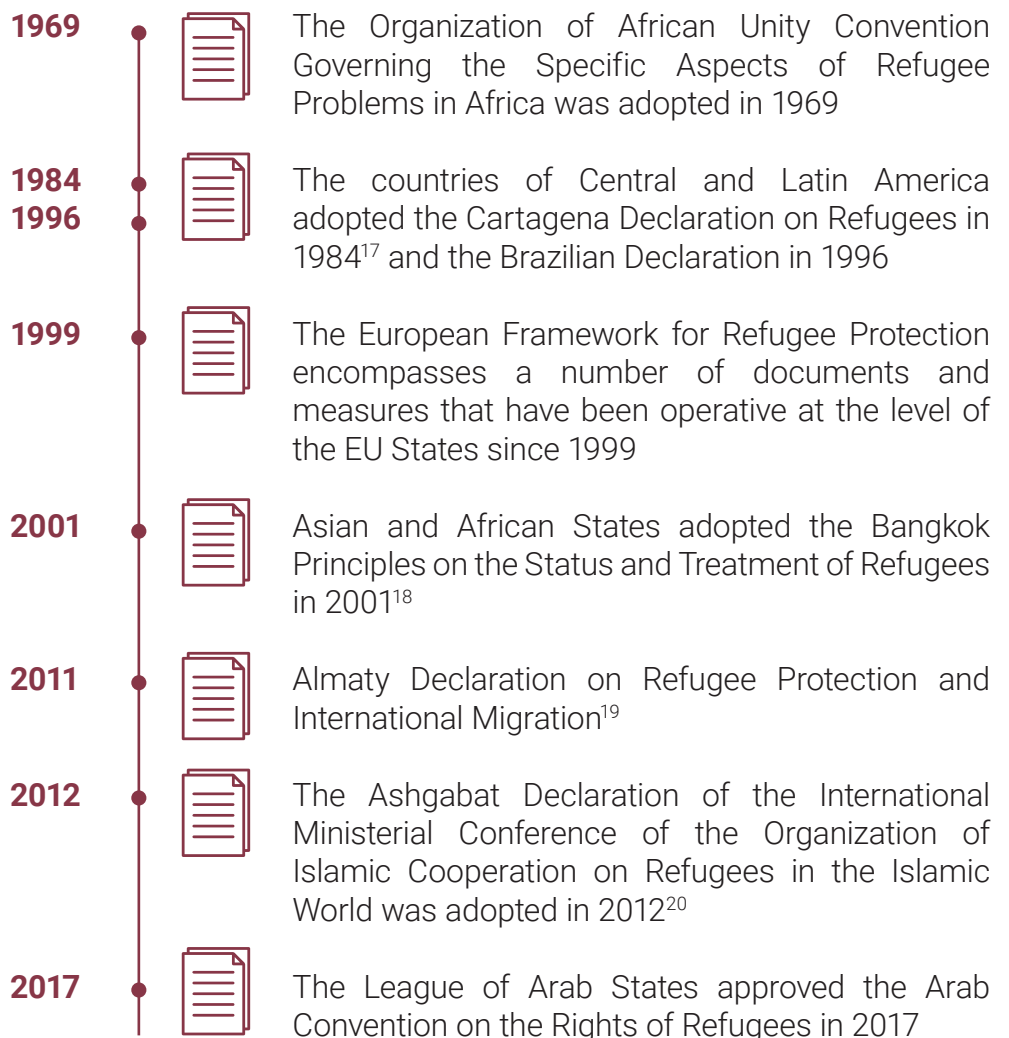 1969
The Organization of African Unity Convention
Governing the Specific Aspects of Refugee
Problems in Africa was adopted in 1969
1984
1996
The countries of Central and Latin America
adopted the Cartagena Declaration on Refugees in
1984¹⁷ and the Brazilian Declaration in 1996
1999
The European Framework for Refugee Protection
encompasses a number of documents and
measures that have been operative at the level of
the EU States since 1999
2001
Asian and African States adopted the Bangkok
Principles on the Status and Treatment of Refugees
in 2001¹⁸
2011
Almaty Declaration on Refugee Protection and
International Migration¹⁹
2012
The Ashgabat Declaration of the International
Ministerial Conference of the Organization of
Islamic Cooperation on Refugees in the Islamic
World was adopted in 2012²⁰
2017
The League of Arab States approved the Arab
Convention on the Rights of Refugees in 2017